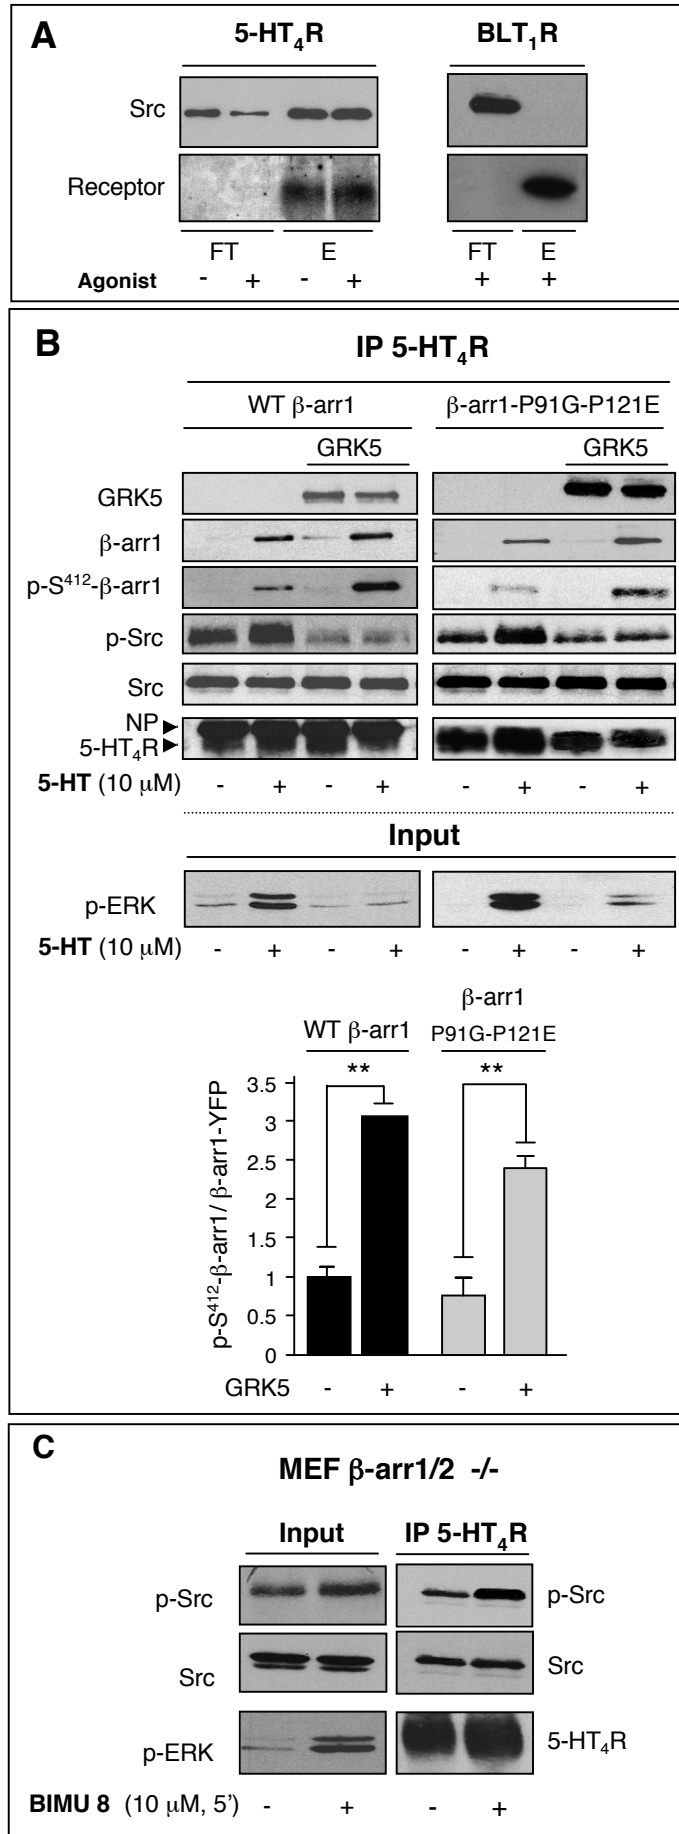 A
5-HT4R BLT1R
Src
Receptor
FT E FT E
Agonist - + - + + +
B
IP 5-HT4R
WT β-arr1 β-arr1-P91G-P121E
GRK5 GRK5
GRK5
β-arr1
p-S412-β-arr1
p-Src
Src
NP
5-HT4R
5-HT (10 µM) - + - + - + - +
Input
p-ERK
5-HT (10 µM) - + - + - + - +
WT β-arr1 β-arr1
P91G-P121E
** **
p-S412-β-arr1/ β-arr1-YFP
3.5
3
2.5
2
1.5
1
0.5
0
GRK5 - + - +
C
MEF β-arr1/2 -/-
Input IP 5-HT4R
p-Src p-Src
Src Src
p-ERK 5-HT4R
BIMU 8 (10 µM, 5') - + - +